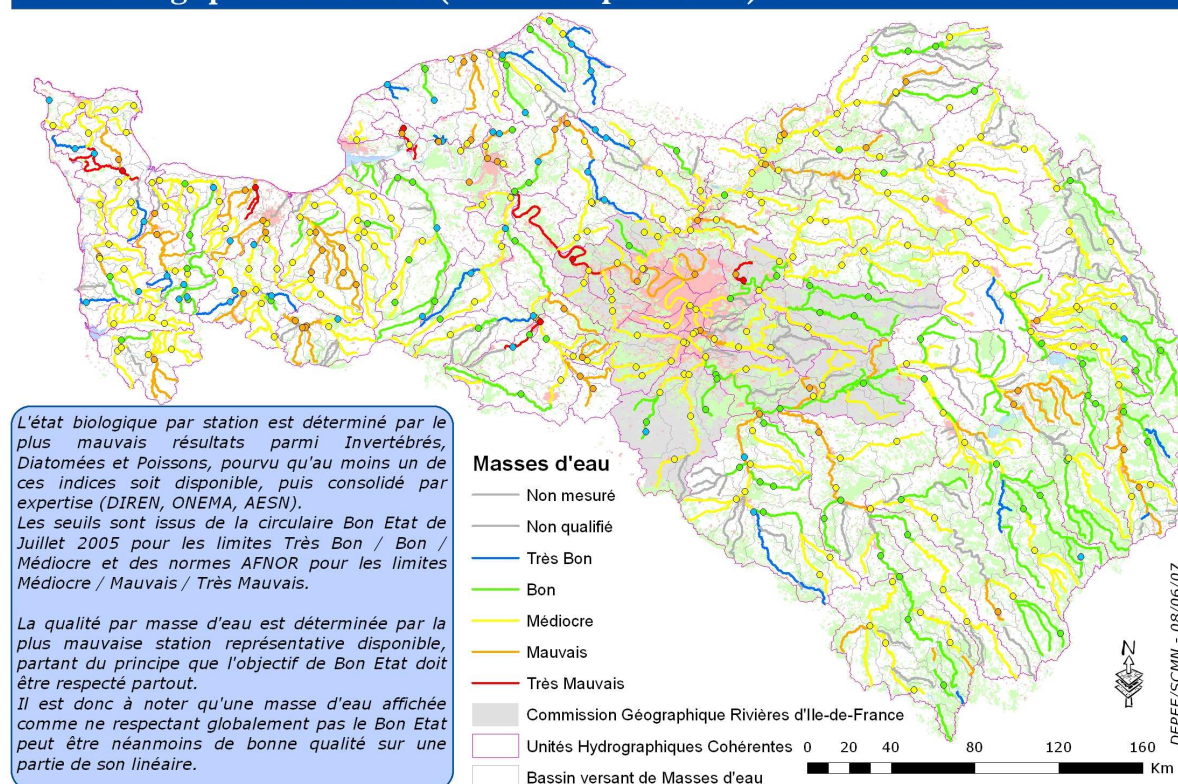 L'état biologique par station est déterminé par le
plus mauvais résultats parmi Invertébrés,
Diatomées et Poissons, pourvu qu'au moins un de
ces indices soit disponible, puis consolidé par
expertise (DIREN, ONEMA, AESN).
Les seuils sont issus de la circulaire Bon Etat de
Juillet 2005 pour les limites Très Bon / Bon /
Médiocre et des normes AFNOR pour les limites
Médiocre / Mauvais / Très Mauvais.
La qualité par masse d'eau est déterminée par la
plus mauvaise station représentative disponible,
partant du principe que l'objectif de Bon Etat doit
être respecté partout.
Il est donc à noter qu'une masse d'eau affichée
comme ne respectant globalement pas le Bon Etat
peut être néanmoins de bonne qualité sur une
partie de son linéaire.
Masses d'eau
Non mesuré
Non qualifié
Très Bon
Bon
Médiocre
Mauvais
Très Mauvais
Commission Géographique Rivières d'Ile-de-France
Unités Hydrographiques Cohérentes
Bassin versant de Masses d'eau
N
0 20 40 80 120 160
Km
DEPEE/SCMN - 08/06/07